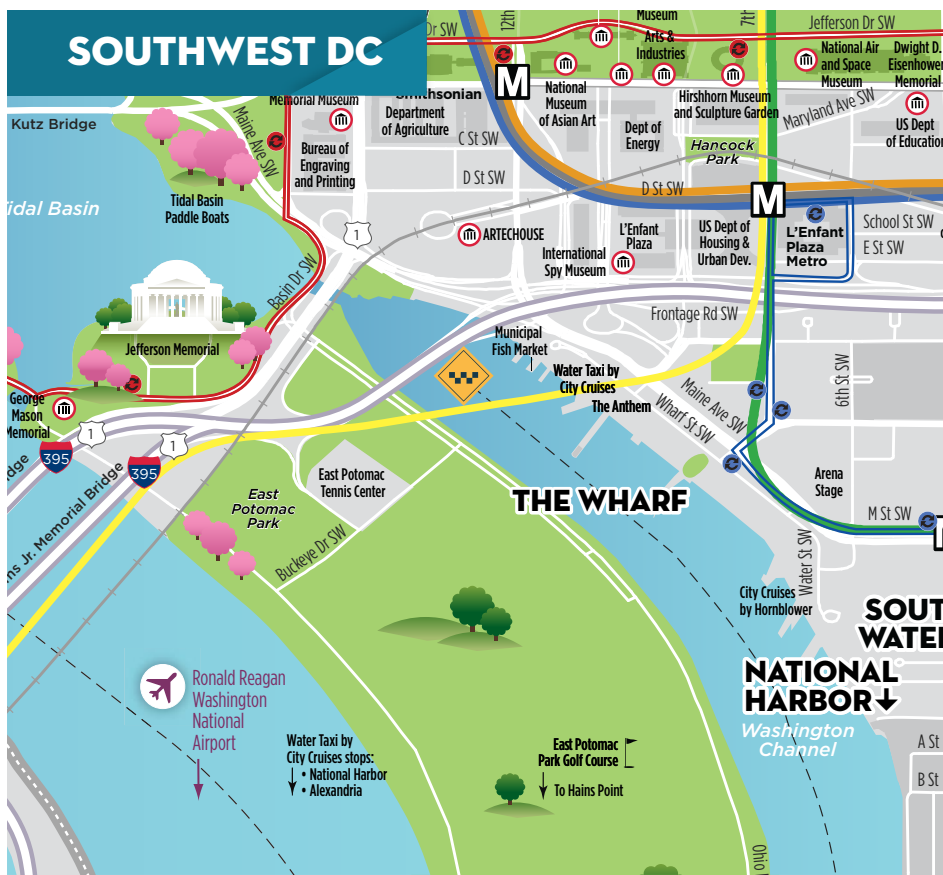 SOUTHWEST DC
Dr SW
12th
Museum
7th
Jefferson Dr SW
Arts &
Industries
National Air
and Space
Museum
Dwight D.
Eisenhower
Memorial
Memorial Museum
Smithsonian
M
National
Museum
of Asian Art
Hirshhorn Museum
and Sculpture Garden
Maryland Ave SW
US Dept
of Education
Kutz Bridge
Maine Ave SW
Department
of Agriculture
C St SW
Dept of
Energy
Hancock
Park
Bureau of
Engraving
and Printing
D St SW
D St SW
M
Tidal Basin
Paddle Boats
idal Basin
1
ARTECHOUSE
L'Enfant
Plaza
International
Spy Museum
US Dept of
Housing &
Urban Dev.
L'Enfant
Plaza
Metro
School St SW
E St SW
Basin Dr SW
Frontage Rd SW
Jefferson Memorial
Municipal
Fish Market
Water Taxi by
City Cruises
The Anthem
Maine Ave SW
Wharf St SW
6th St SW
George
Mason
Memorial
1
1
395
395
dge
ns Jr. Memorial Bridge
East Potomac
Tennis Center
East
Potomac
Park
Buckeye Dr SW
THE WHARF
Arena
Stage
M St SW
Water St SW
City Cruises
by Hornblower
SOUT
WATE
NATIONAL
HARBOR
Washington
Channel
Ronald Reagan
Washington
National
Airport
Water Taxi by
City Cruises stops:
• National Harbor
• Alexandria
East Potomac
Park Golf Course
To Hains Point
A St
B St
Ohio